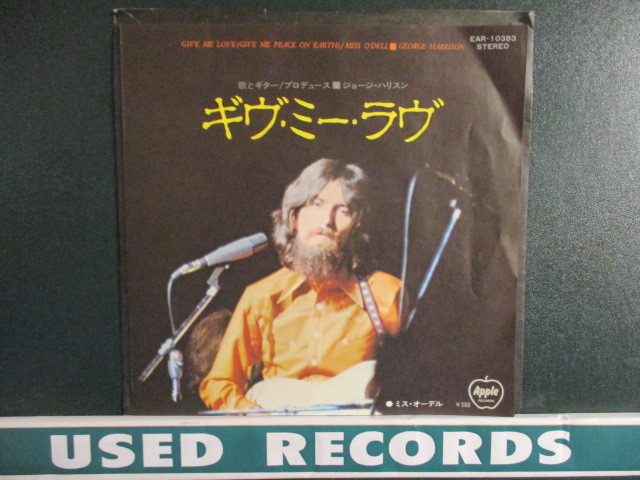 EAR-10383
STEREO
GIVE ME LOVE (GIVE ME PEACE ON EARTH)/MISS O'DELL ■ GEORGE HARRISON
歌とギター/プロデュース ■ ジョージ・ハリスン
ギヴ・ミー・ラヴ
Apple
RECORDS
● ミス・オーデル
￥500
USED RECORDS